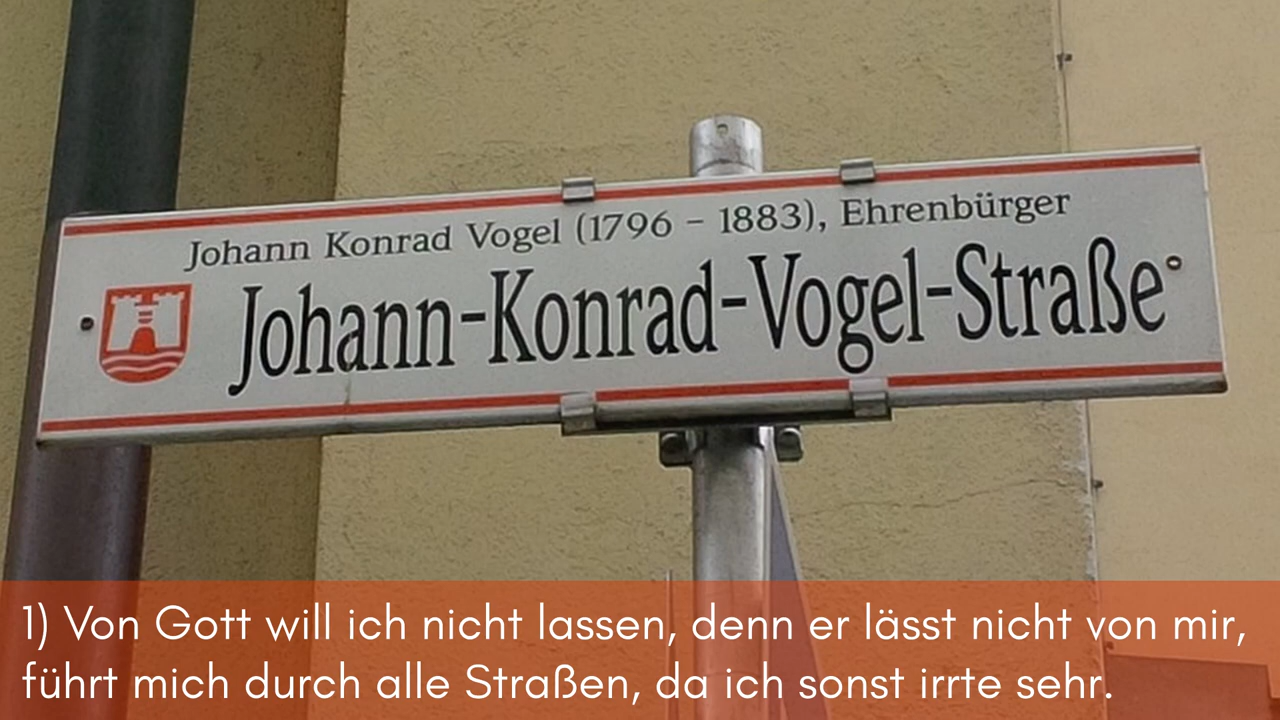 Johann Konrad Vogel (1796 – 1883), Ehrenbürger
Johann-Konrad-Vogel-Straße
1) Von Gott will ich nicht lassen, denn er lässt nicht von mir,
führt mich durch alle Straßen, da ich sonst irrte sehr.